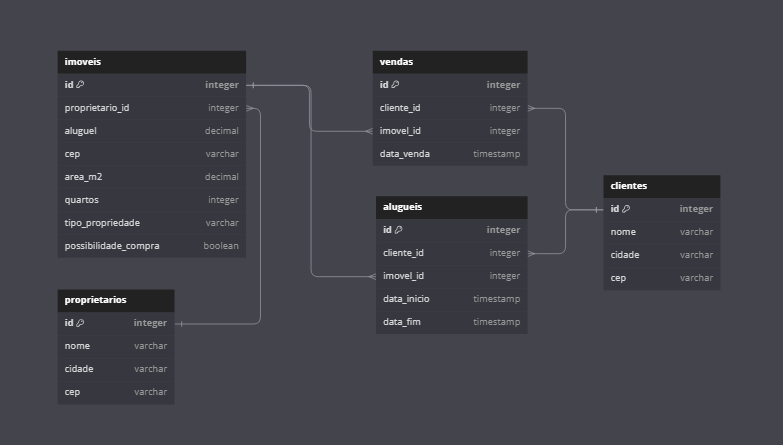 imoveis
id integer
proprietario_id integer
aluguel decimal
cep varchar
area_m2 decimal
quartos integer
tipo_propriedade varchar
possibilidade_compra boolean
proprietarios
id integer
nome varchar
cidade varchar
cep varchar
vendas
id integer
cliente_id integer
imovel_id integer
data_venda timestamp
alugueis
id integer
cliente_id integer
imovel_id integer
data_inicio timestamp
data_fim timestamp
clientes
id integer
nome varchar
cidade varchar
cep varchar